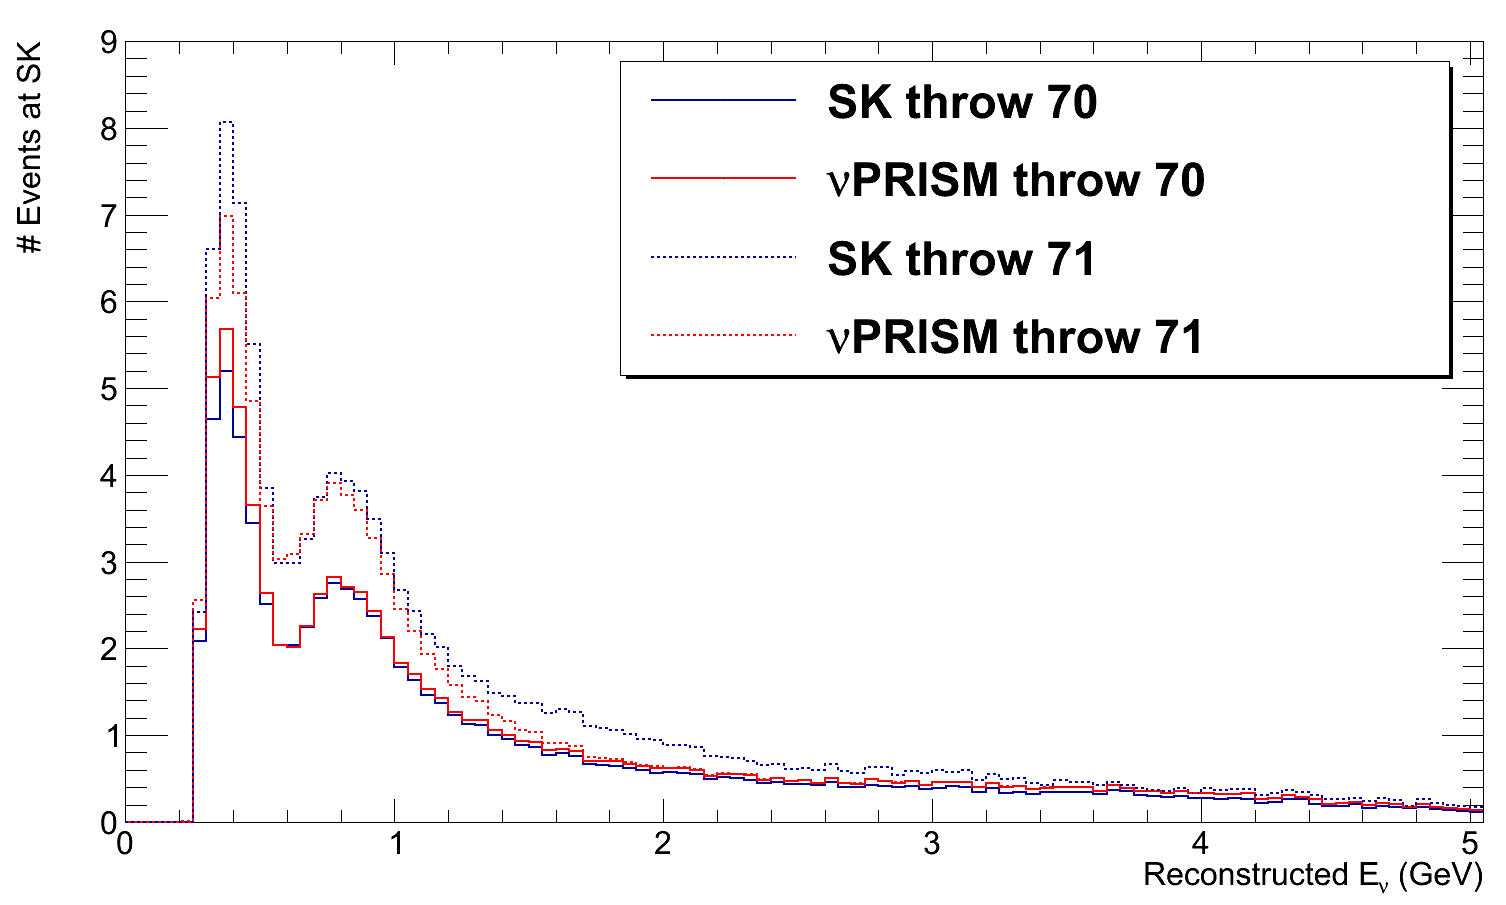 # Events at SK
9
8
7
6
5
4
3
2
1
0
SK throw 70
νPRISM throw 70
SK throw 71
νPRISM throw 71
0 1 2 3 4 5
Reconstructed Eν (GeV)